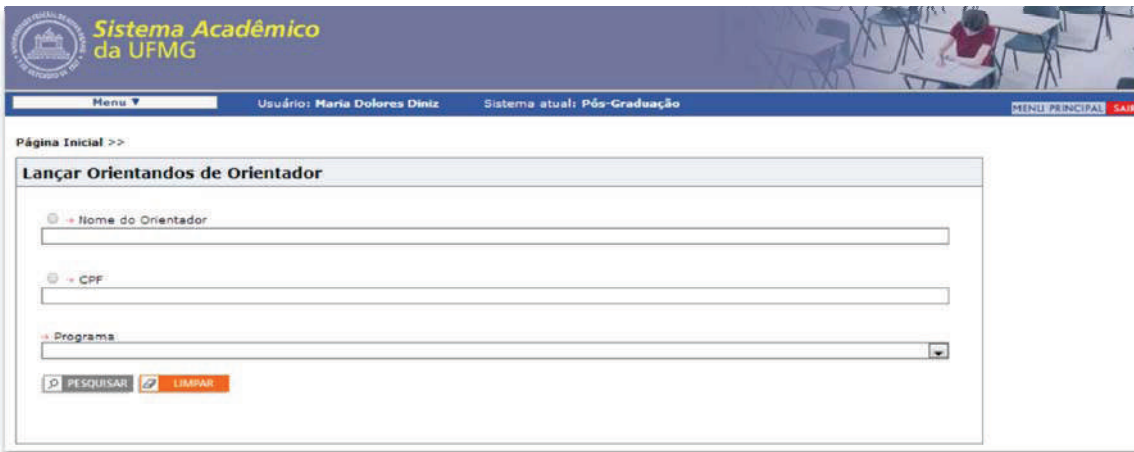 Sistema Acadêmico
da UFMG
Menu ▼ Usuário: Maria Dolores Diniz Sistema atual: Pós-Graduação MENU PRINCIPAL SAIR
Página Inicial >>
Lançar Orientandos de Orientador
Nome do Orientador
CPF
Programa
PESQUISAR LIMPAR